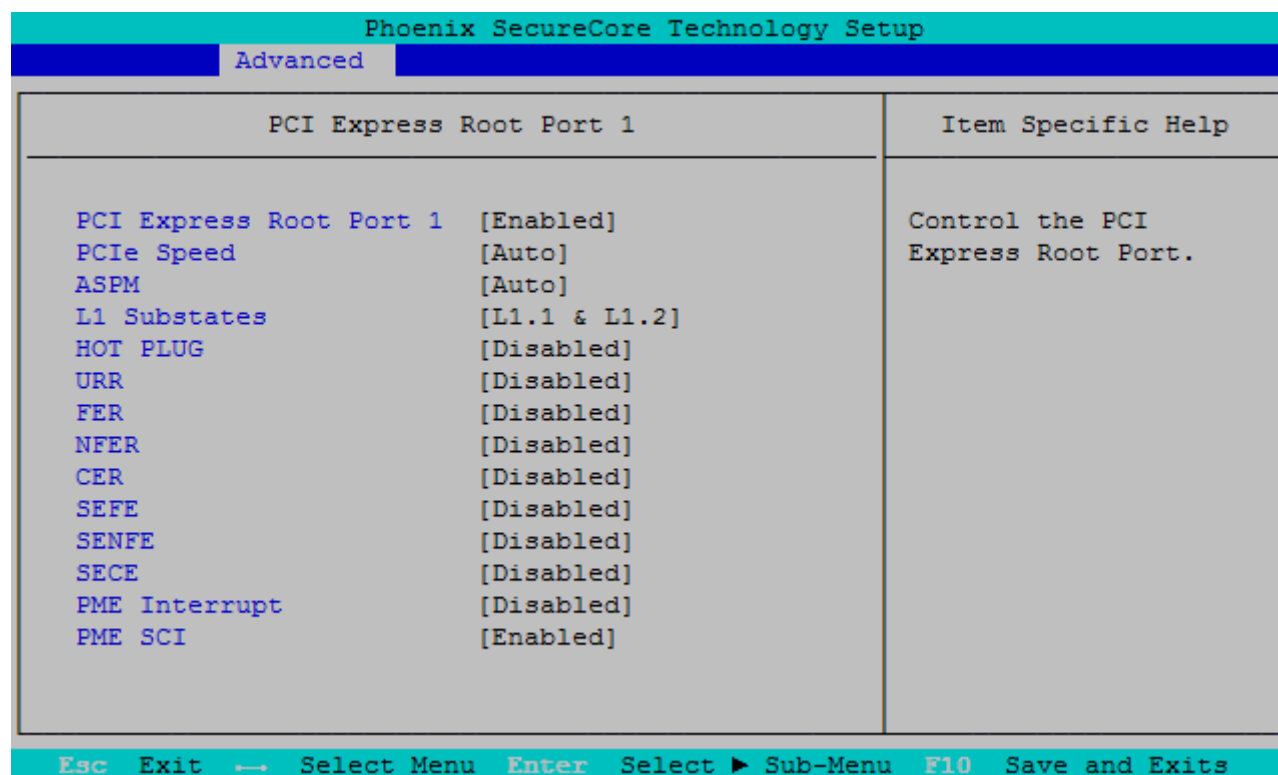 Phoenix SecureCore Technology Setup
Advanced
PCI Express Root Port 1
Item Specific Help
PCI Express Root Port 1 [Enabled]
PCIe Speed [Auto]
ASPM [Auto]
L1 Substates [L1.1 & L1.2]
HOT PLUG [Disabled]
URR [Disabled]
FER [Disabled]
NFER [Disabled]
CER [Disabled]
SEFE [Disabled]
SENFE [Disabled]
SECE [Disabled]
PME Interrupt [Disabled]
PME SCI [Enabled]
Control the PCI
Express Root Port.
Esc Exit ↔ Select Menu Enter Select ► Sub-Menu F10 Save and Exits